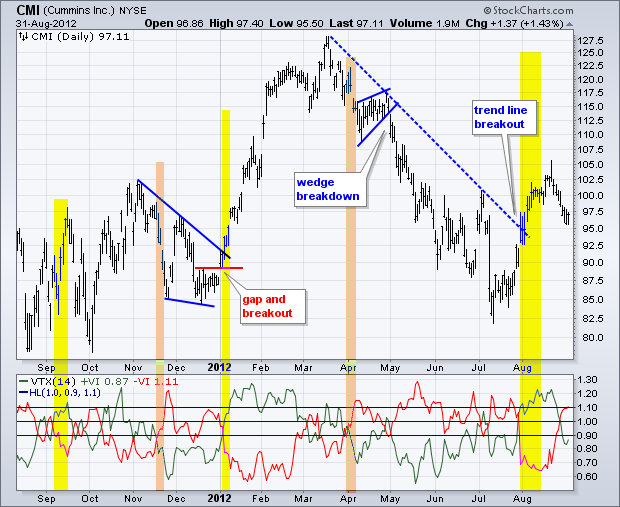 CMI (Cummins Inc.) NYSE
© StockCharts.com
31-Aug-2012 Open 96.86 High 97.40 Low 95.50 Last 97.11 Volume 1.9M Chg +1.37 (+1.43%)
CMI (Daily) 97.11
127.5
125.0
122.5
120.0
117.5
115.0
112.5
110.0
107.5
105.0
102.5
100.0
97.5
95.0
92.5
90.0
87.5
85.0
82.5
80.0
trend line
breakout
wedge
breakdown
gap and
breakout
Sep Oct Nov Dec 2012 Feb Mar Apr May Jun Jul Aug
VTX(14) +VI 0.87 -VI 1.11
HL(1.0, 0.9, 1.1)
1.30
1.20
1.10
1.00
0.90
0.80
0.70
0.60
Sep Oct Nov Dec 2012 Feb Mar Apr May Jun Jul Aug